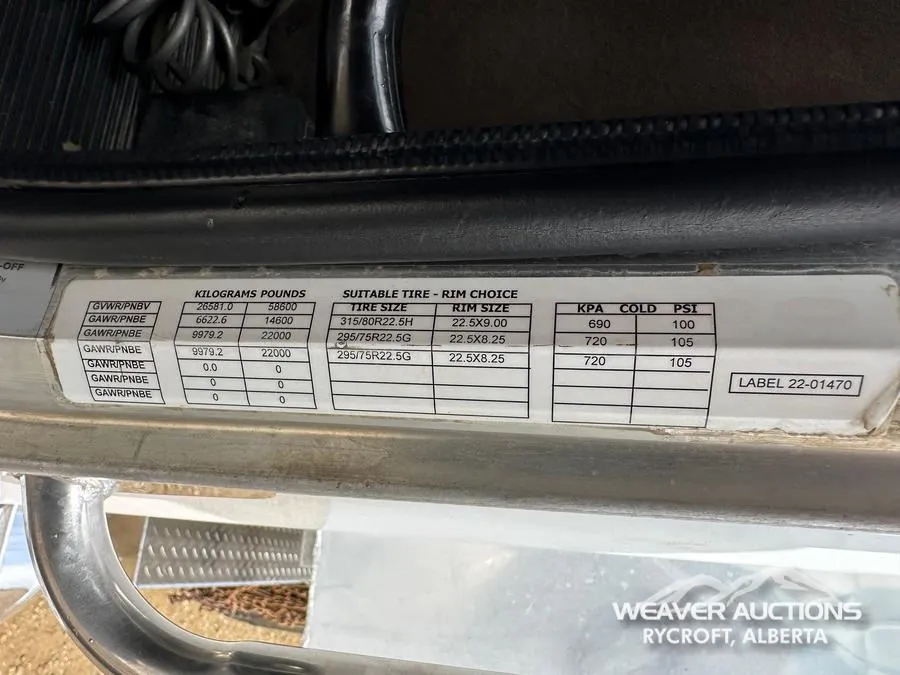 -OFF
KILOGRAMS POUNDS SUITABLE TIRE - RIM CHOICE
TIRE SIZE RIM SIZE KPA COLD PSI
GVWR/PNBV 26581.0 58600
GAWR/PNBE 6622.6 14600 315/80R22.5H 22.5X9.00 690 100
GAWR/PNBE 9979.2 22000 295/75R22.5G 22.5X8.25 720 105
GAWR/PNBE 9979.2 22000 295/75R22.5G 22.5X8.25 720 105
GAWR/PNBE 0.0 0
GAWR/PNBE 0 0
GAWR/PNBE 0 0
LABEL 22-01470
WEAVER AUCTIONS
RYCROFT, ALBERTA